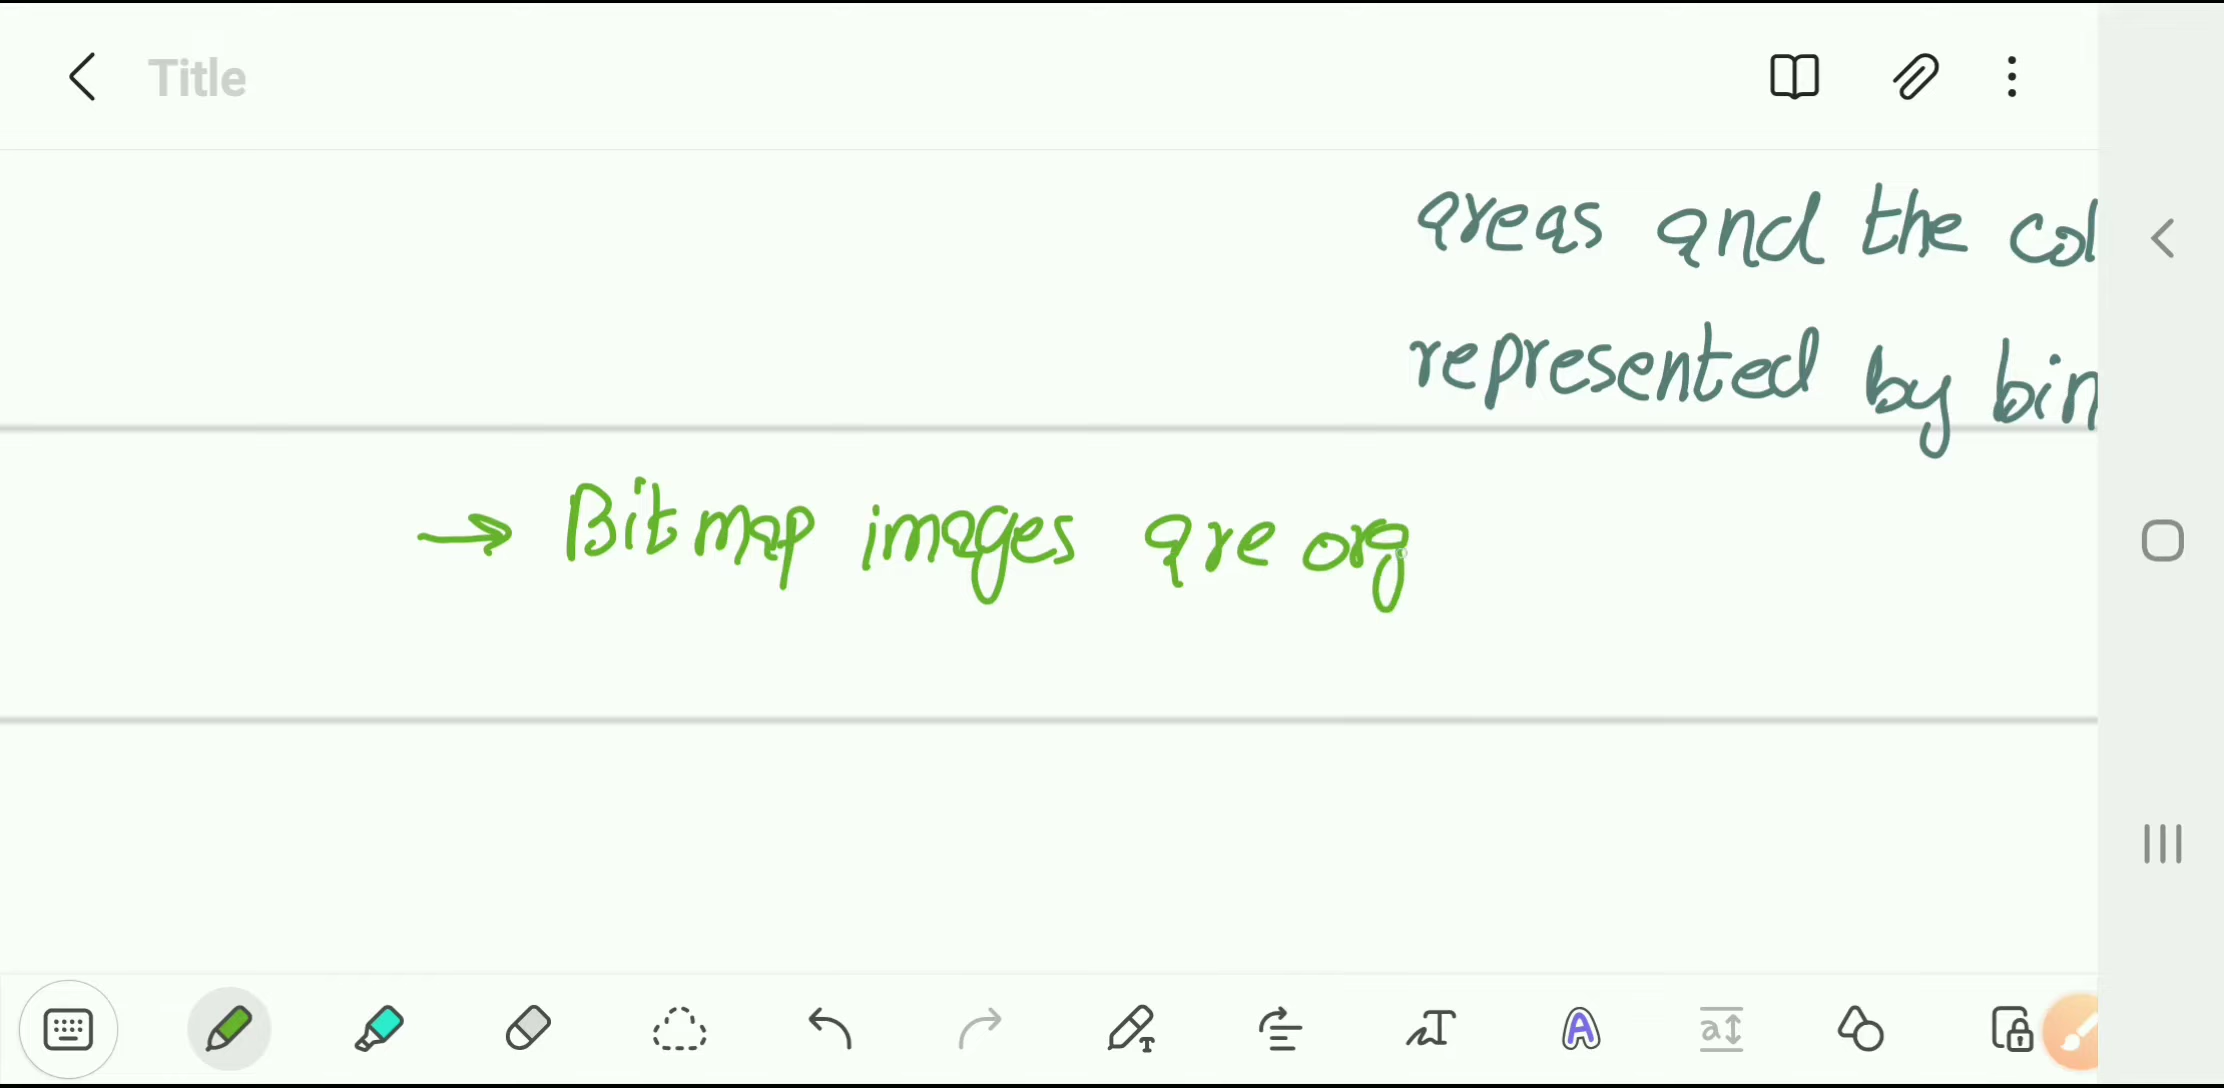 Title
areas and the col
represented by bin
→ Bitmap images are org